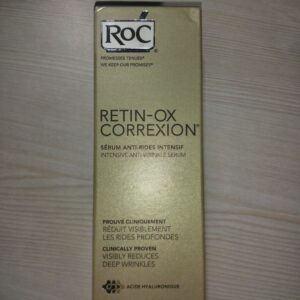 RoC®
PROMESSES TENUES®
WE KEEP OUR PROMISES®
RETIN-OX
CORREXION®
SÉRUM ANTI-RIDES INTENSIF
INTENSIVE ANTI-WRINKLE SERUM
PROUVÉ CLINIQUEMENT
RÉDUIT VISIBLEMENT
LES RIDES PROFONDES
CLINICALLY PROVEN
VISIBLY REDUCES
DEEP WRINKLES
ACIDE HYALURONIQUE